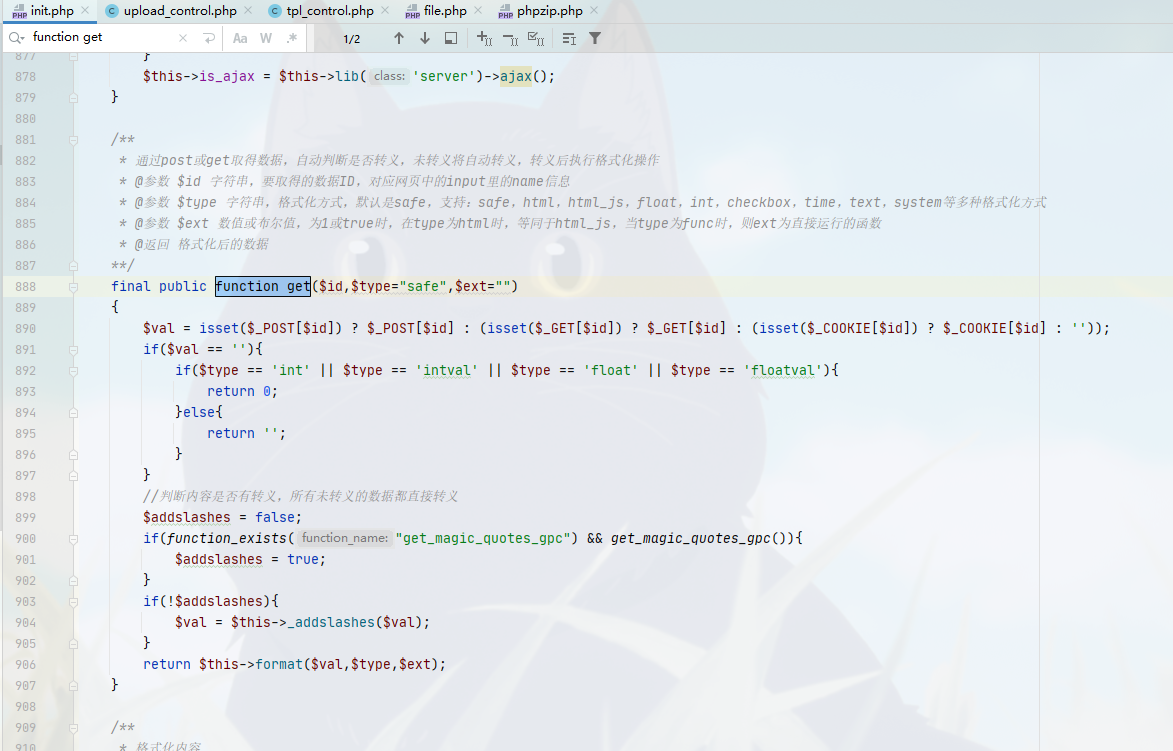 init.php upload_control.php tpl_control.php file.php phpzip.php
function get Aa W .* 1/2
877 }
878 $this->is_ajax = $this->lib( class: 'server')->ajax();
879 }
880
881 /**
882 * 通过post或get取得数据，自动判断是否转义，未转义将自动转义，转义后执行格式化操作
883 * @参数 $id 字符串，要取得的数据ID，对应网页中的input里的name信息
884 * @参数 $type 字符串，格式化方式，默认是safe，支持：safe，html，html_js，float，int，checkbox，time，text，system等多种格式化方式
885 * @参数 $ext 数值或布尔值，为1或true时，在type为html时，等同于html_js，当type为func时，则ext为直接运行的函数
886 * @返回 格式化后的数据
887 **/
888 final public function get($id,$type="safe",$ext="")
889 {
890 $val = isset($_POST[$id]) ? $_POST[$id] : (isset($_GET[$id]) ? $_GET[$id] : (isset($_COOKIE[$id]) ? $_COOKIE[$id] : ''));
891 if($val == ''){
892 if($type == 'int' || $type == 'intval' || $type == 'float' || $type == 'floatval'){
893 return 0;
894 }else{
895 return '';
896 }
897 }
898 //判断内容是否有转义，所有未转义的数据都直接转义
899 $addslashes = false;
900 if(function_exists( function_name: "get_magic_quotes_gpc") && get_magic_quotes_gpc()){
901 $addslashes = true;
902 }
903 if(!$addslashes){
904 $val = $this->_addslashes($val);
905 }
906 return $this->format($val,$type,$ext);
907 }
908
909 /**
910 * 格式化内容